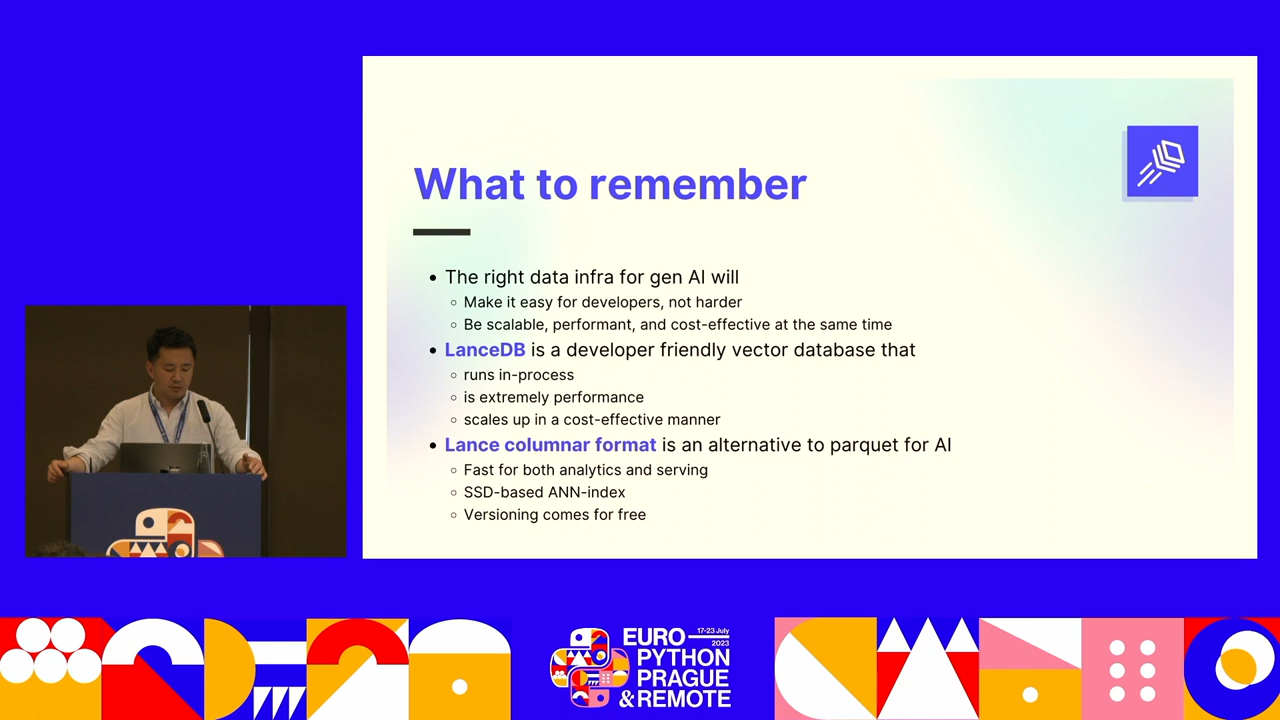 What to remember
• The right data infra for gen AI will
◦ Make it easy for developers, not harder
◦ Be scalable, performant, and cost-effective at the same time
• LanceDB is a developer friendly vector database that
◦ runs in-process
◦ is extremely performance
◦ scales up in a cost-effective manner
• Lance columnar format is an alternative to parquet for AI
◦ Fast for both analytics and serving
◦ SSD-based ANN-index
◦ Versioning comes for free
EURO 17-23 July 2023
PYTHON
PRAGUE
& REMOTE